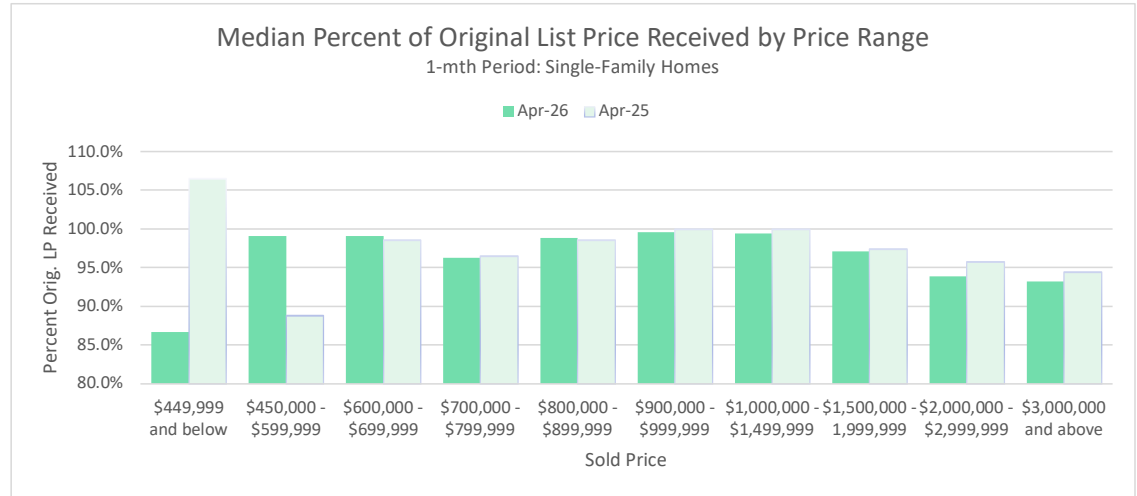 Median Percent of Original List Price Received by Price Range
1-mth Period: Single-Family Homes
Apr-26 Apr-25
Percent Orig. LP Received
110.0%
105.0%
100.0%
95.0%
90.0%
85.0%
80.0%
$449,999 and below
$450,000 - $599,999
$600,000 - $699,999
$700,000 - $799,999
$800,000 - $899,999
$900,000 - $999,999
$1,000,000 - $1,499,999
$1,500,000 - 1,999,999
$2,000,000 - $2,999,999
$3,000,000 and above
Sold Price